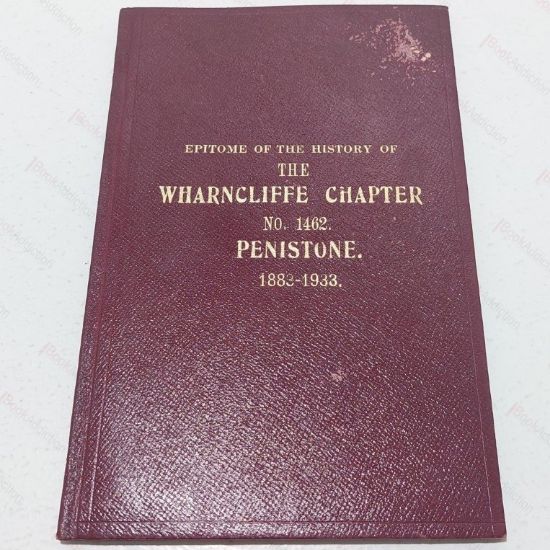 EPITOME OF THE HISTORY OF
THE
WHARNCLIFFE CHAPTER
NO. 1462.
PENISTONE.
1883-1933.